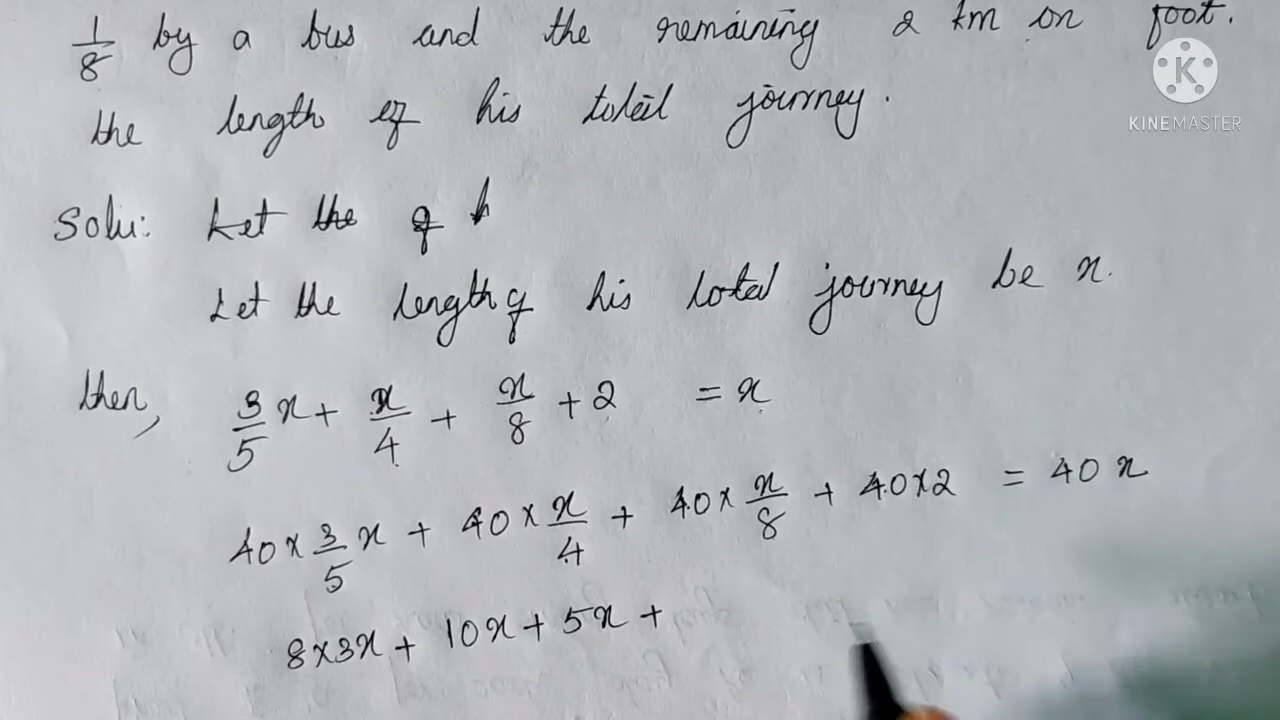 1/8 by a bus and the remaining 2 km on foot.
the length of his total journey.
K
KINEMASTER
Solu: Let the of h
Let the length of his total journey be x.
then, 3/5 x + x/4 + x/8 + 2 = x
40 × 3/5 x + 40 × x/4 + 40 × x/8 + 40×2 = 40 x
8×3x + 10x + 5x +